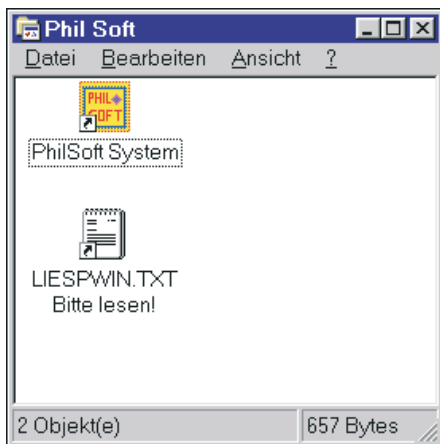 Phil Soft
Datei Bearbeiten Ansicht ?
PHIL
SOFT
PhilSoft System
LIESPWIN.TXT
Bitte lesen!
2 Objekt(e) 657 Bytes